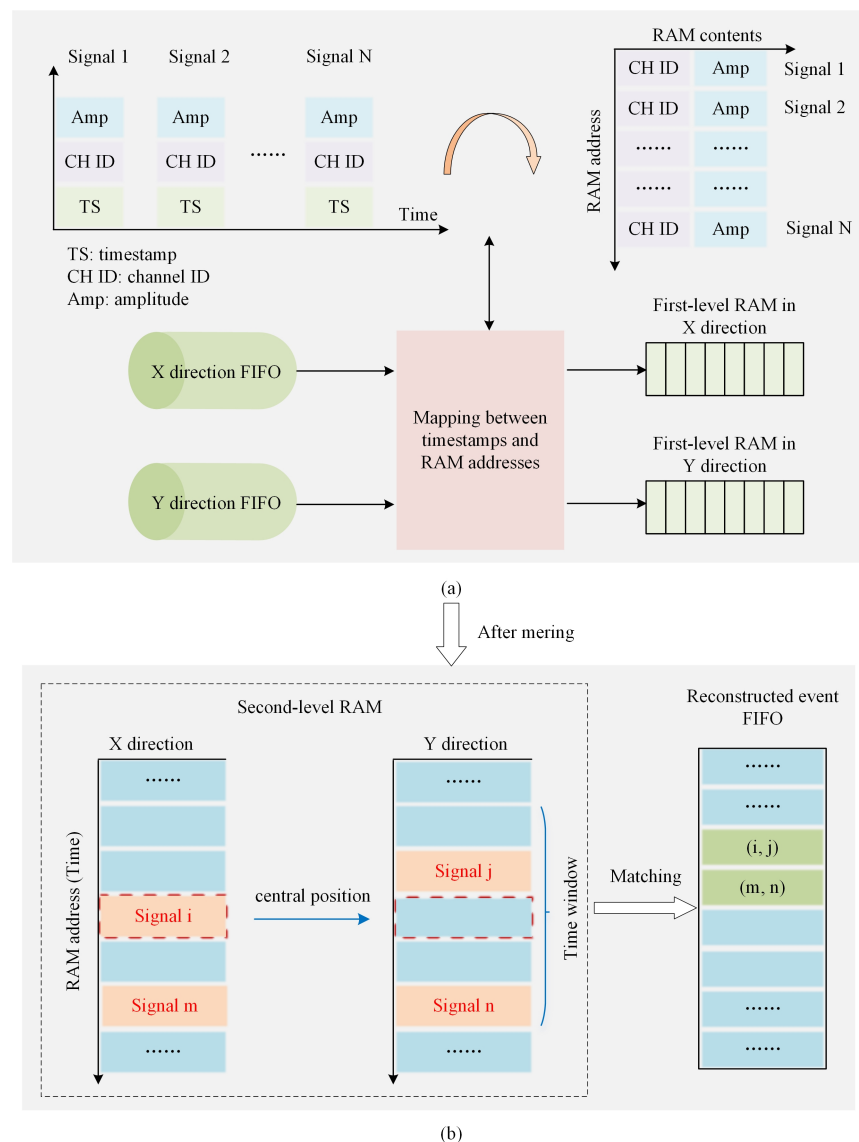 Signal 1
Signal 2
Signal N
Amp
Amp
Amp
CH ID
CH ID
......
CH ID
TS
TS
TS
Time
TS: timestamp
CH ID: channel ID
Amp: amplitude
RAM contents
RAM address
CH ID
Amp
Signal 1
CH ID
Amp
Signal 2
......
......
......
......
CH ID
Amp
Signal N
X direction FIFO
Y direction FIFO
Mapping between
timestamps and
RAM addresses
First-level RAM in
X direction
First-level RAM in
Y direction
(a)
After mering
Second-level RAM
X direction
Y direction
RAM address (Time)
......
Signal i
Signal m
......
central position
......
Signal j
Signal n
......
Time window
Matching
Reconstructed event
FIFO
......
......
(i, j)
(m, n)
......
......
(b)